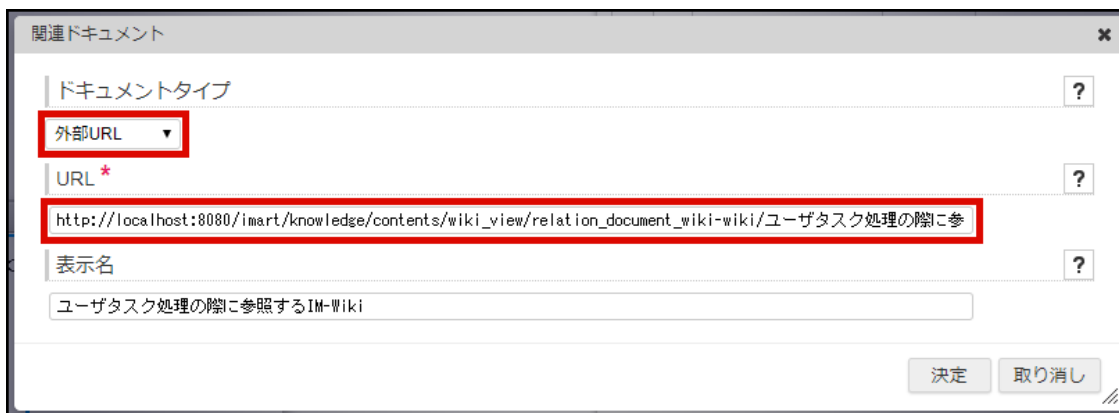 関連ドキュメント
ドキュメントタイプ ?
外部URL
URL * ?
http://localhost:8080/imart/knowledge/contents/wiki_view/relation_document_wiki-wiki/ユーザタスク処理の際に参
表示名 ?
ユーザタスク処理の際に参照するIM-Wiki
決定 取り消し